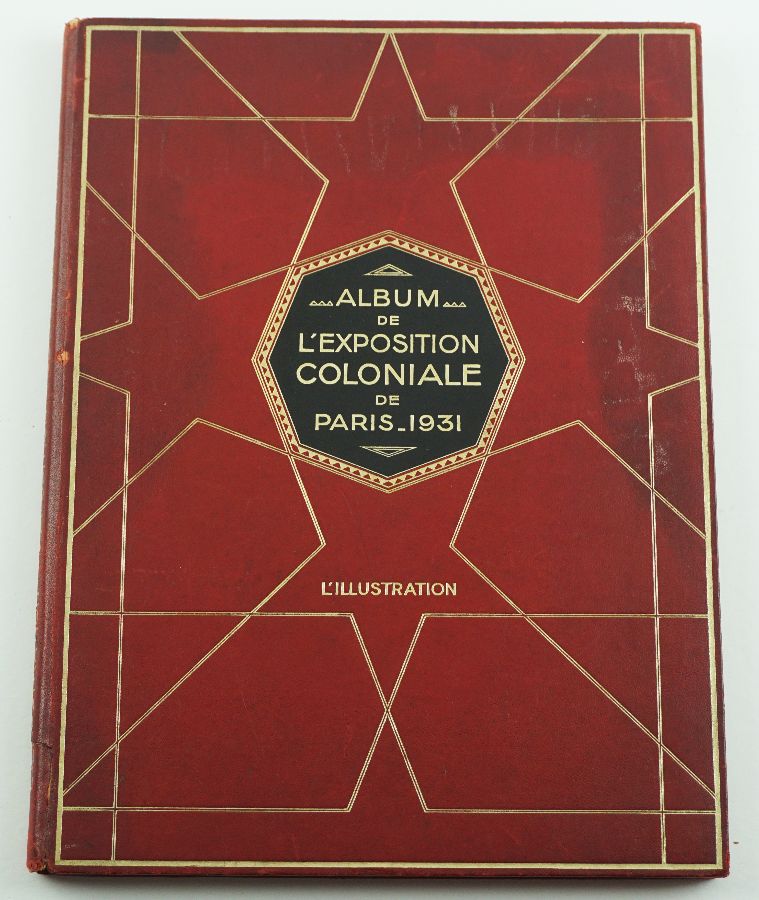 ALBUM
DE
L'EXPOSITION
COLONIALE
DE
PARIS_1931
L'ILLUSTRATION